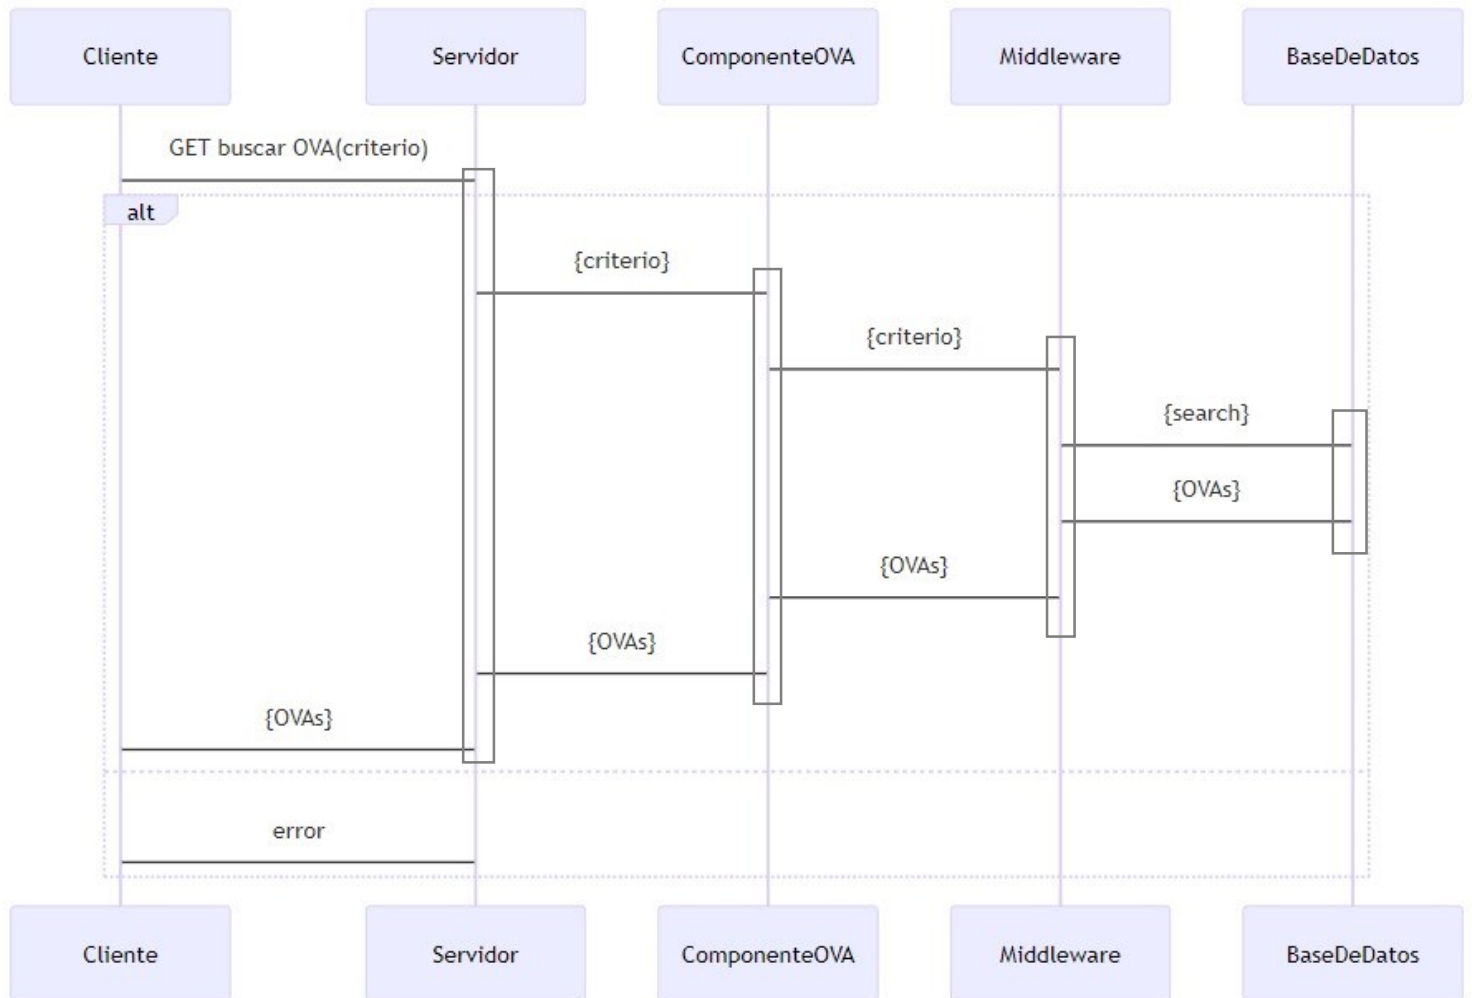 Cliente
Servidor
ComponenteOVA
Middleware
BaseDeDatos
GET buscar OVA(criterio)
alt
{criterio}
{criterio}
{search}
{OVAs}
{OVAs}
{OVAs}
{OVAs}
error
Cliente
Servidor
ComponenteOVA
Middleware
BaseDeDatos